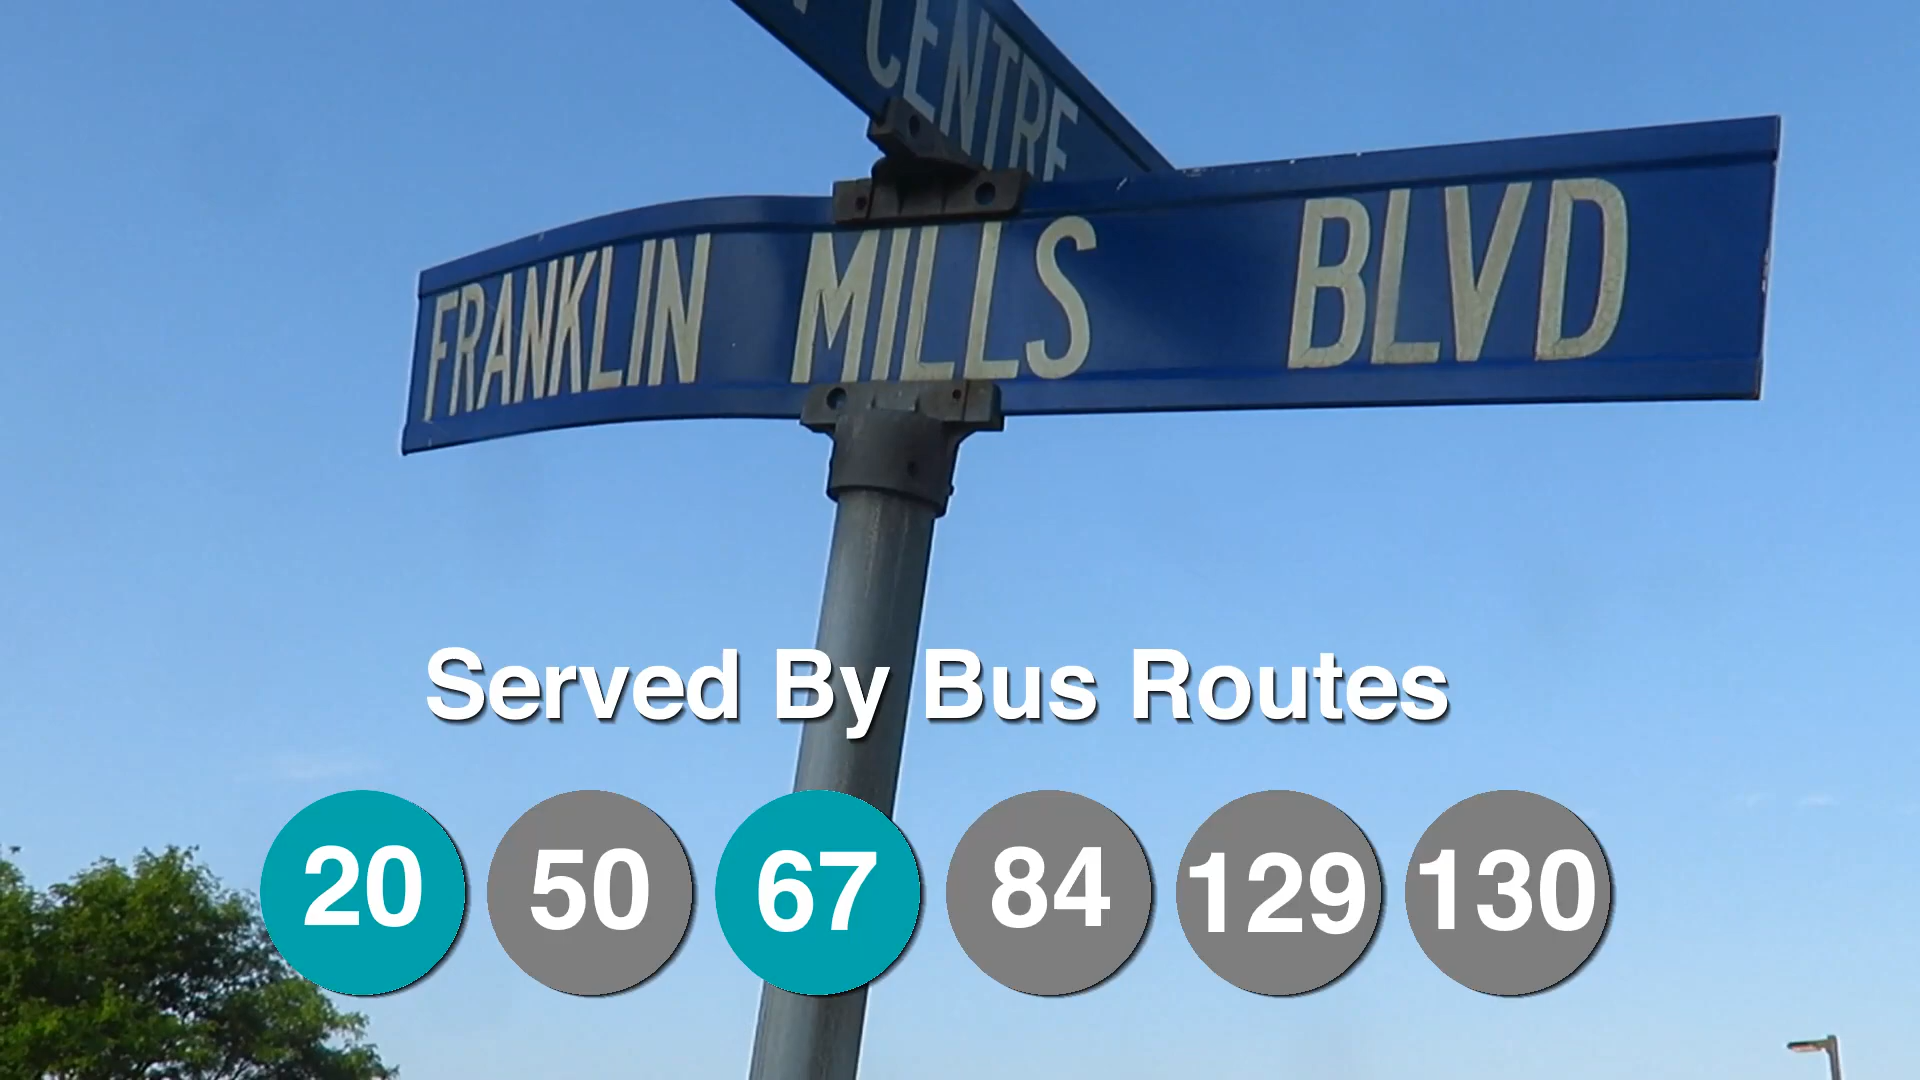 CENTRE
FRANKLIN MILLS BLVD
Served By Bus Routes
20 50 67 84 129 130